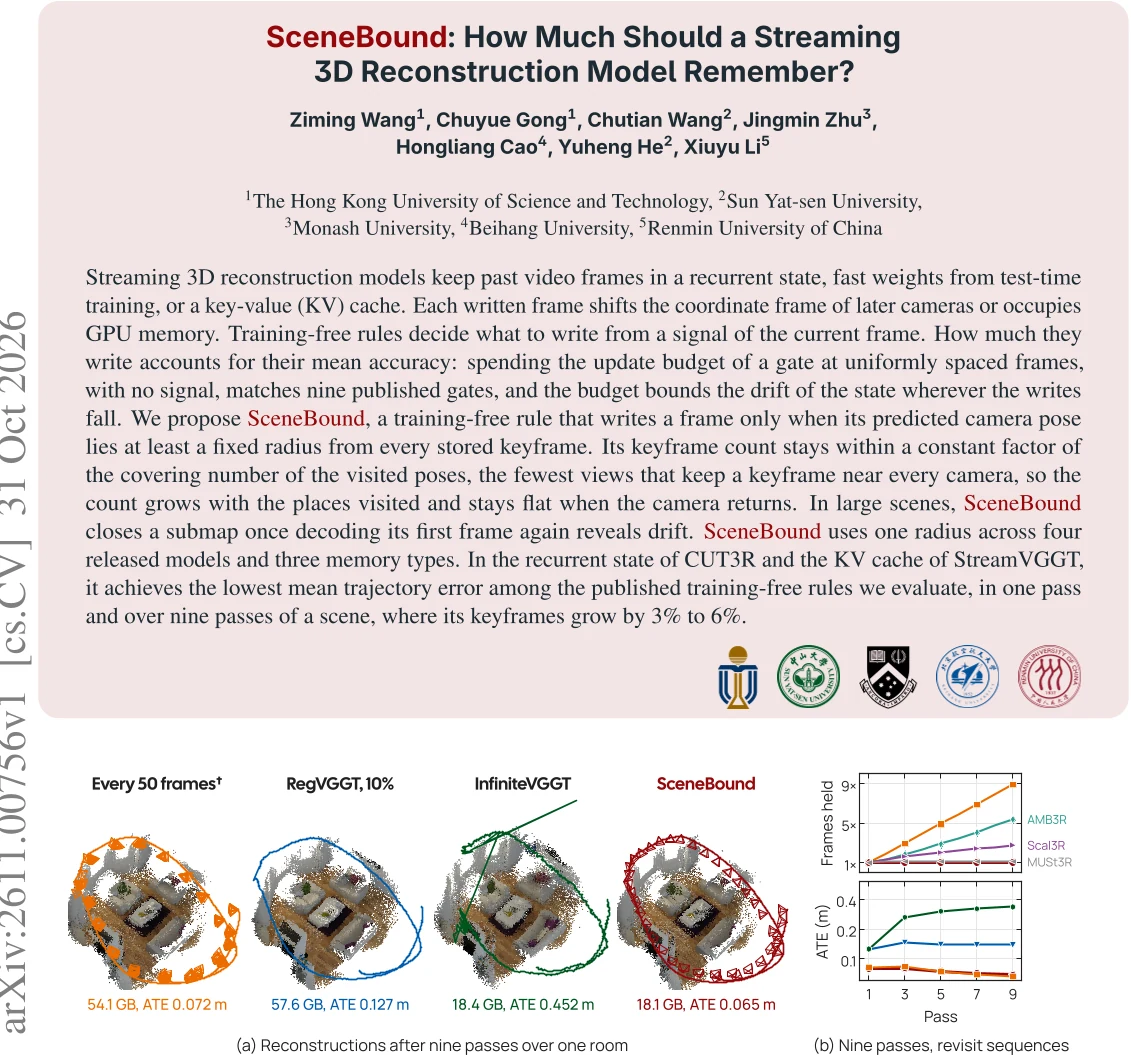 SceneBound: How Much Should a Streaming
3D Reconstruction Model Remember?
Ziming Wang1, Chuyue Gong1, Chutian Wang2, Jingmin Zhu3,
Hongliang Cao4, Yuheng He2, Xiuyu Li5
1The Hong Kong University of Science and Technology, 2Sun Yat-sen University,
3Monash University, 4Beihang University, 5Renmin University of China
Streaming 3D reconstruction models keep past video frames in a recurrent state, fast weights from test-time
training, or a key-value (KV) cache. Each written frame shifts the coordinate frame of later cameras or occupies
GPU memory. Training-free rules decide what to write from a signal of the current frame. How much they
write accounts for their mean accuracy: spending the update budget of a gate at uniformly spaced frames,
with no signal, matches nine published gates, and the budget bounds the drift of the state wherever the writes
fall. We propose SceneBound, a training-free rule that writes a frame only when its predicted camera pose
lies at least a fixed radius from every stored keyframe. Its keyframe count stays within a constant factor of
the covering number of the visited poses, the fewest views that keep a keyframe near every camera, so the
count grows with the places visited and stays flat when the camera returns. In large scenes, SceneBound
closes a submap once decoding its first frame again reveals drift. SceneBound uses one radius across four
released models and three memory types. In the recurrent state of CUT3R and the KV cache of StreamVGGT,
it achieves the lowest mean trajectory error among the published training-free rules we evaluate, in one pass
and over nine passes of a scene, where its keyframes grow by 3% to 6%.
arXiv:2611.00756v1 [cs.CV] 31 Oct 2026
Every 50 frames†
RegVGGT, 10%
InfiniteVGGT
SceneBound
54.1 GB, ATE 0.072 m
57.6 GB, ATE 0.127 m
18.4 GB, ATE 0.452 m
18.1 GB, ATE 0.065 m
(a) Reconstructions after nine passes over one room
Frames held
9×
5×
1×
AMB3R
Scal3R
MUSt3R
ATE (m)
0.4
0.2
0.1
1 3 5 7 9
Pass
(b) Nine passes, revisit sequences